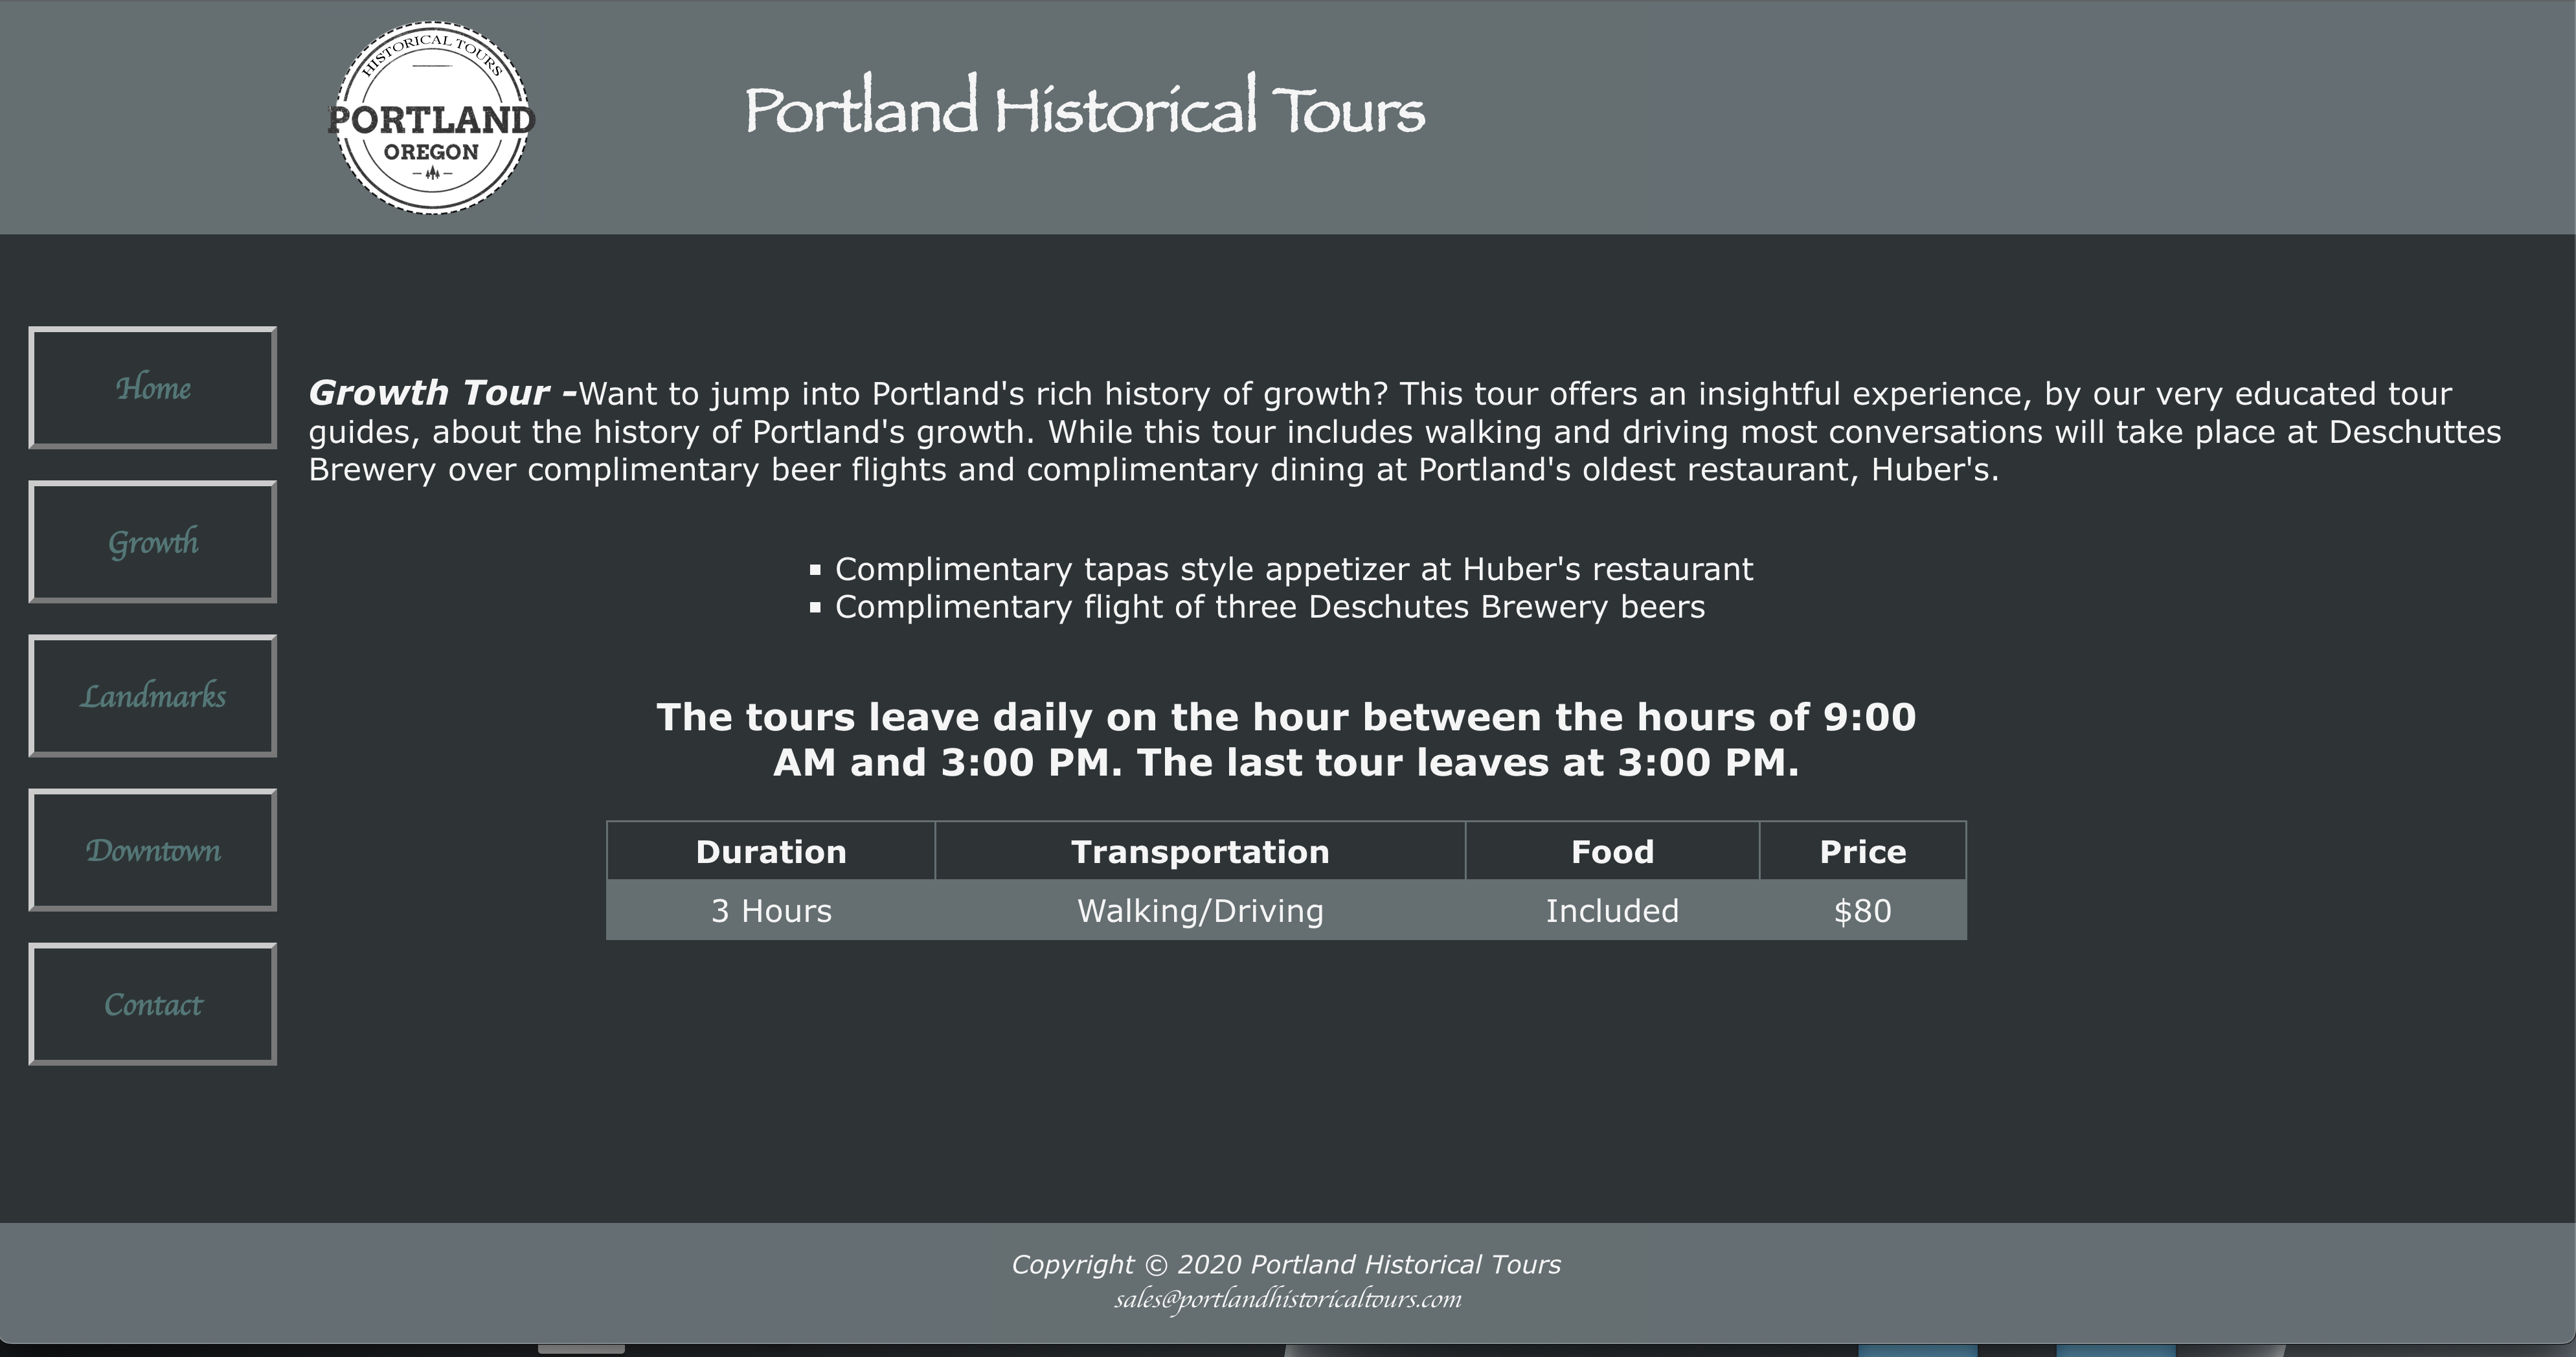 HISTORICAL TOURS
PORTLAND
OREGON
Portland Historical Tours
Home
Growth
Landmarks
Downtown
Contact
Growth Tour -Want to jump into Portland's rich history of growth? This tour offers an insightful experience, by our very educated tour
guides, about the history of Portland's growth. While this tour includes walking and driving most conversations will take place at Deschuttes
Brewery over complimentary beer flights and complimentary dining at Portland's oldest restaurant, Huber's.
Complimentary tapas style appetizer at Huber's restaurant
Complimentary flight of three Deschutes Brewery beers
The tours leave daily on the hour between the hours of 9:00
AM and 3:00 PM. The last tour leaves at 3:00 PM.
Duration Transportation Food Price
3 Hours Walking/Driving Included $80
Copyright © 2020 Portland Historical Tours
sales@portlandhistoricaltours.com